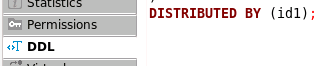 Statistics
DISTRIBUTED BY (id1);
Permissions
DDL